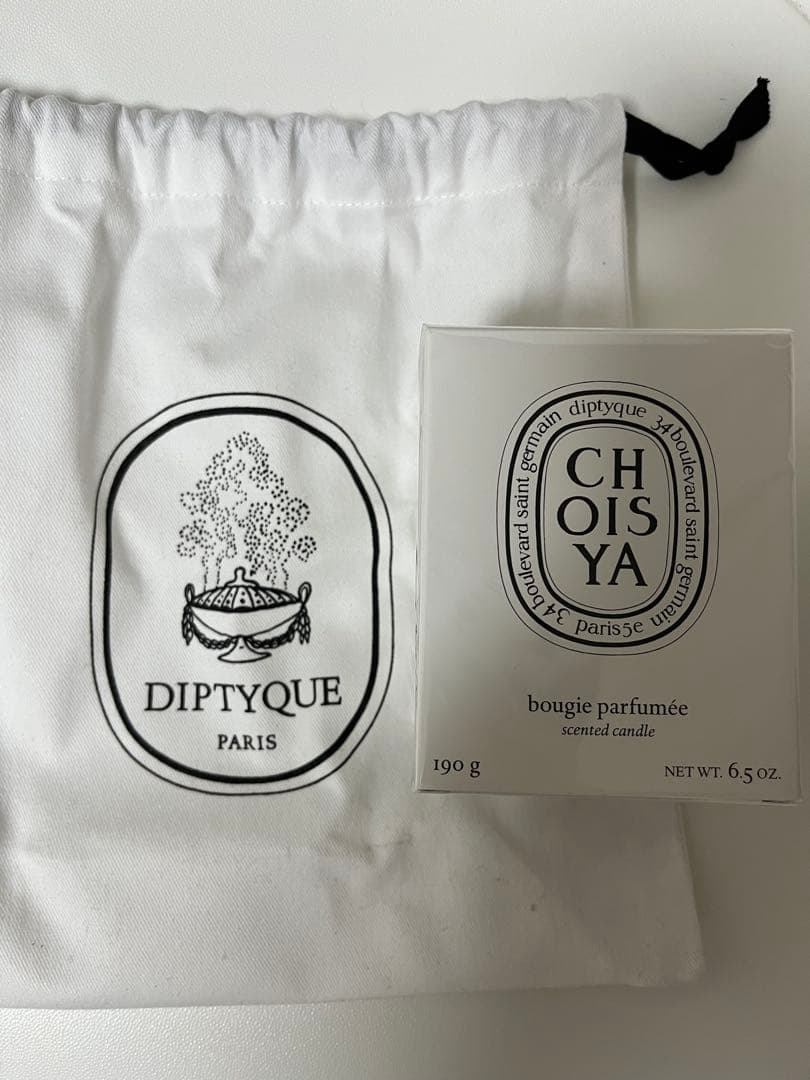 DIPTYQUE
PARIS
diptyque 34 boulevard saint germain paris5e 34 boulevard saint germain
CH
OIS
YA
bougie parfumée
scented candle
190 g
NET WT. 6.5 OZ.